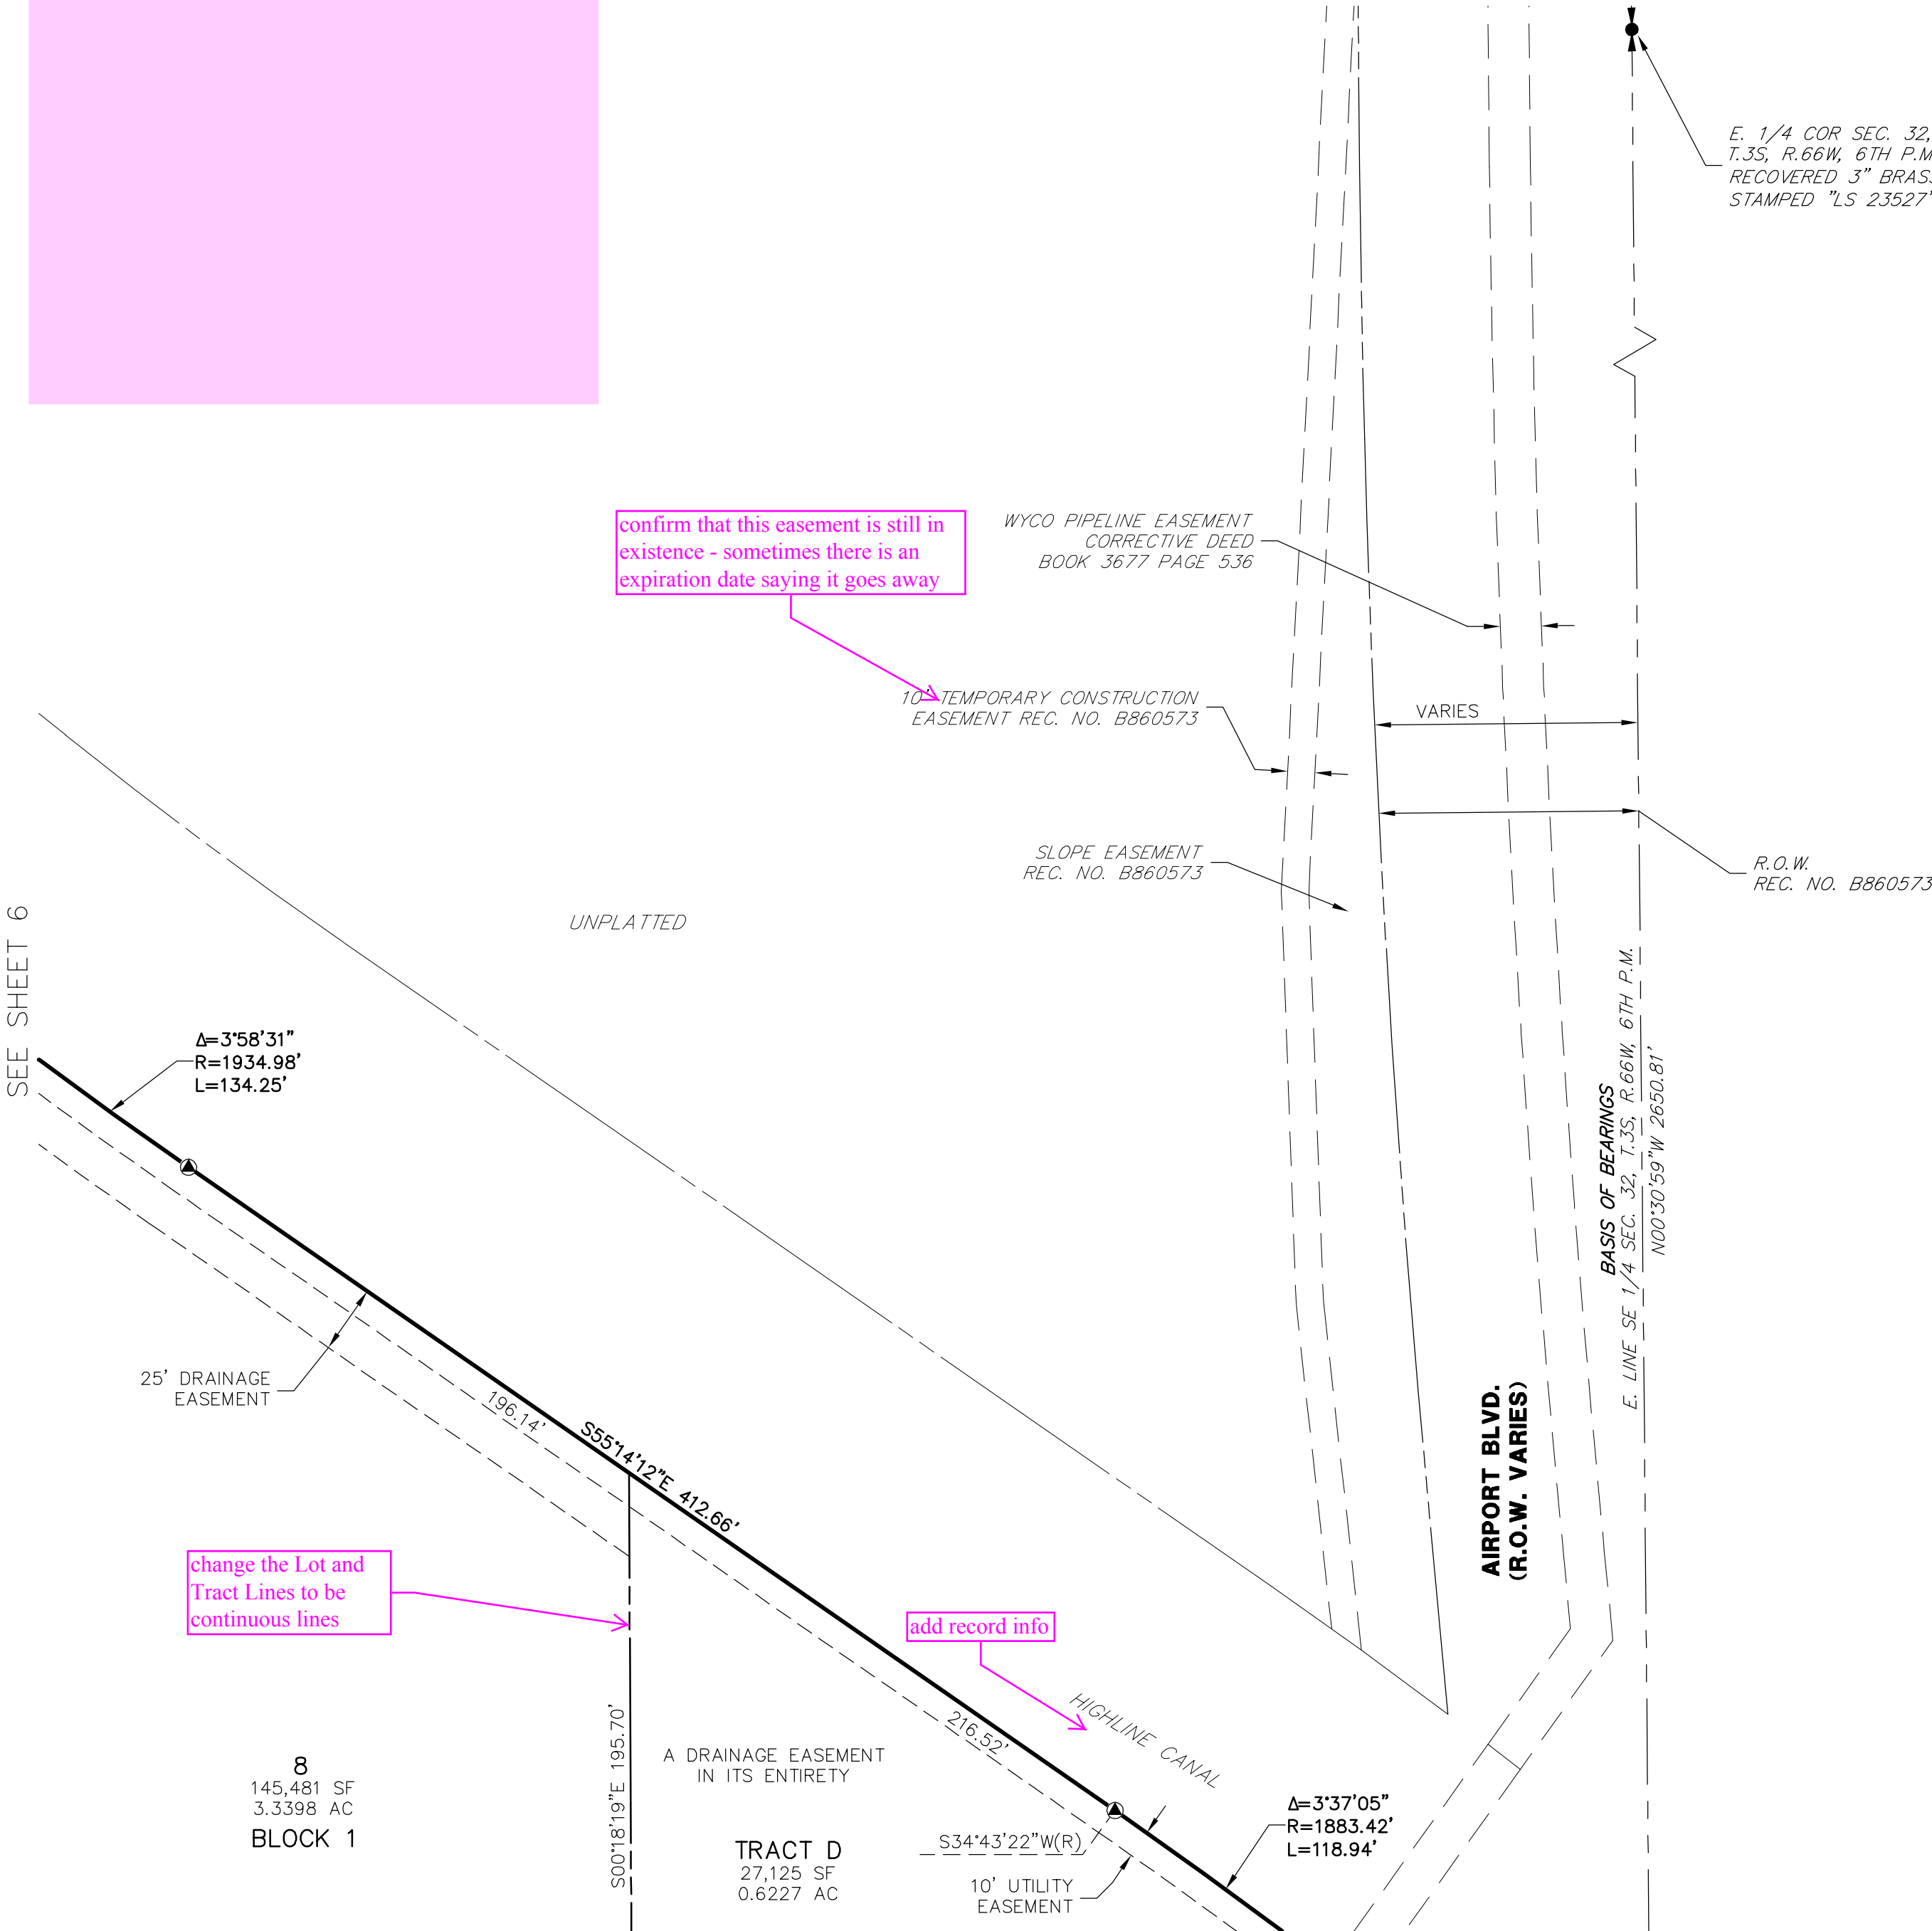 E. 1/4 COR SEC. 32,
T.3S, R.66W, 6TH P.M
RECOVERED 3" BRASS
STAMPED "LS 23527"
confirm that this easement is still in
existence - sometimes there is an
expiration date saying it goes away
WYCO PIPELINE EASEMENT
CORRECTIVE DEED
BOOK 3677 PAGE 536
10' TEMPORARY CONSTRUCTION
EASEMENT REC. NO. B860573
VARIES
SLOPE EASEMENT
REC. NO. B860573
R.O.W.
REC. NO. B860573
UNPLATTED
SEE SHEET 6
Δ=3°58'31"
R=1934.98'
L=134.25'
BASIS OF BEARINGS
E. LINE SE 1/4 SEC. 32, T.3S, R.66W, 6TH P.M.
N00°30'59"W 2650.81'
25' DRAINAGE
EASEMENT
196.14'
S55°14'12"E 412.66'
AIRPORT BLVD.
(R.O.W. VARIES)
change the Lot and
Tract Lines to be
continuous lines
add record info
HIGHLINE CANAL
216.52'
S00°18'19"E 195.70'
A DRAINAGE EASEMENT
IN ITS ENTIRETY
8
145,481 SF
3.3398 AC
BLOCK 1
TRACT D
27,125 SF
0.6227 AC
S34°43'22"W(R)
10' UTILITY
EASEMENT
Δ=3°37'05"
R=1883.42'
L=118.94'